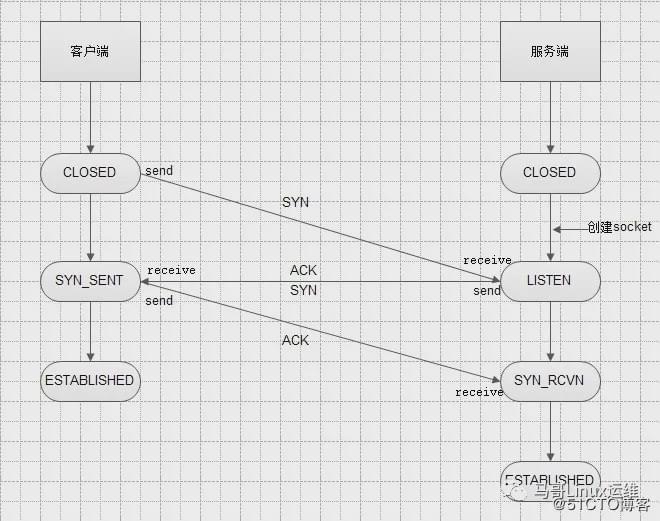 客户端
服务端
CLOSED
send
CLOSED
SYN
创建socket
receive
receive
ACK
SYN_SENT
LISTEN
SYN
send
send
ACK
ESTABLISHED
SYN_RCVN
receive
ESTABLISHED
马哥Linux运维
@51CTO博客